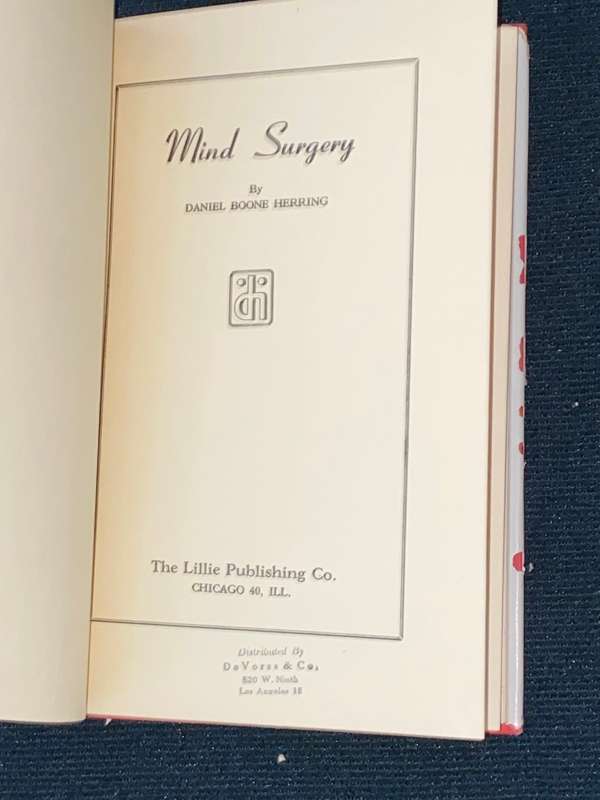 Mind Surgery
By
DANIEL BOONE HERRING
The Lillie Publishing Co.
CHICAGO 40, ILL.
Distributed By
DeVorss & Co.
520 W. Ninth
Los Angeles 15